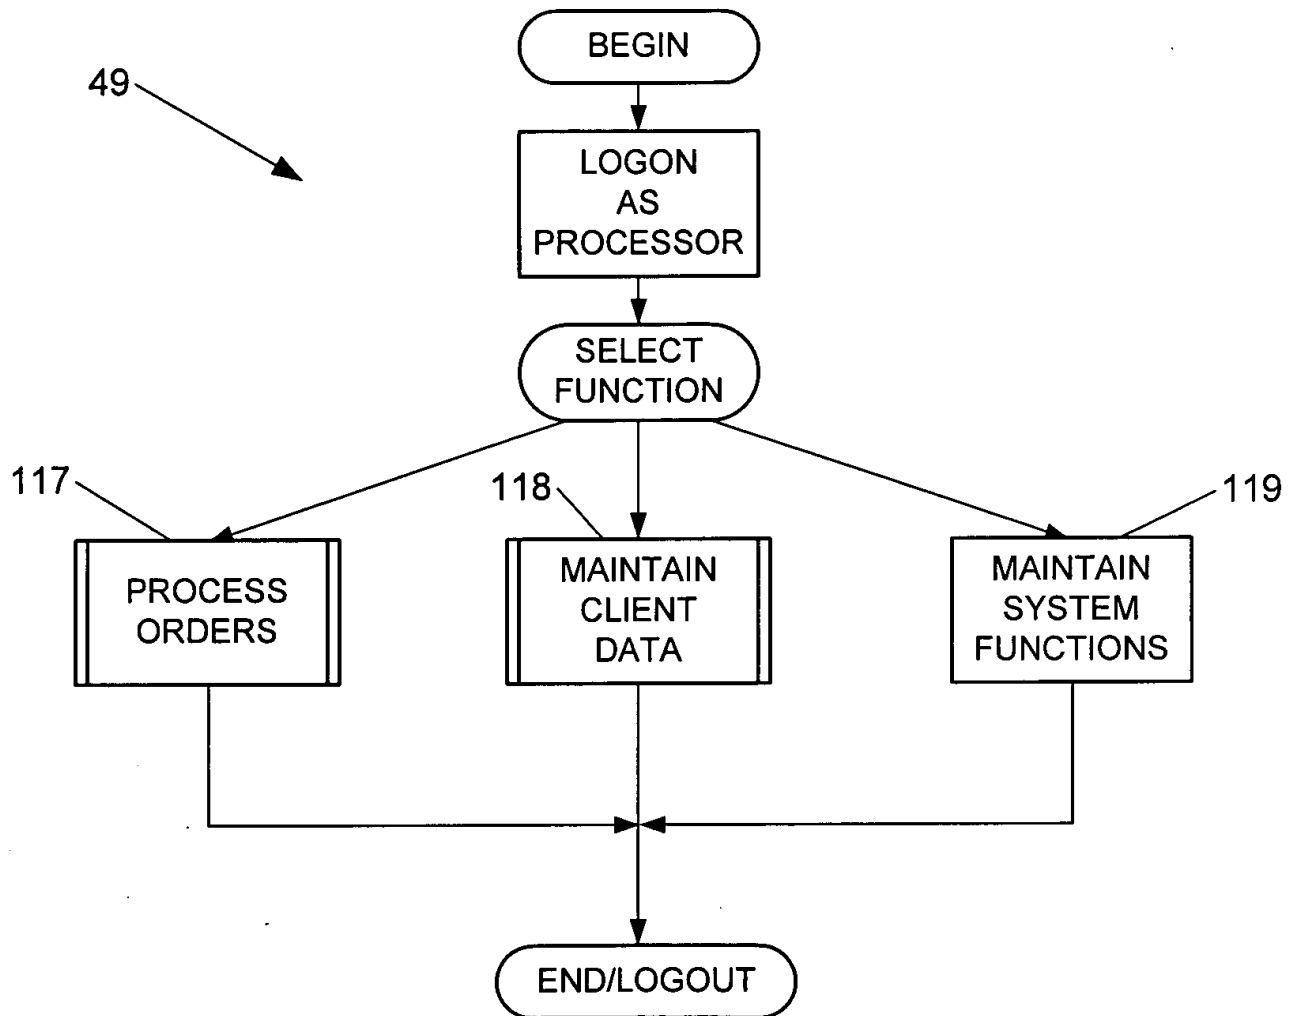 BEGIN
49
LOGON
AS
PROCESSOR
SELECT
FUNCTION
117
118
119
PROCESS
ORDERS
MAINTAIN
CLIENT
DATA
MAINTAIN
SYSTEM
FUNCTIONS
END/LOGOUT